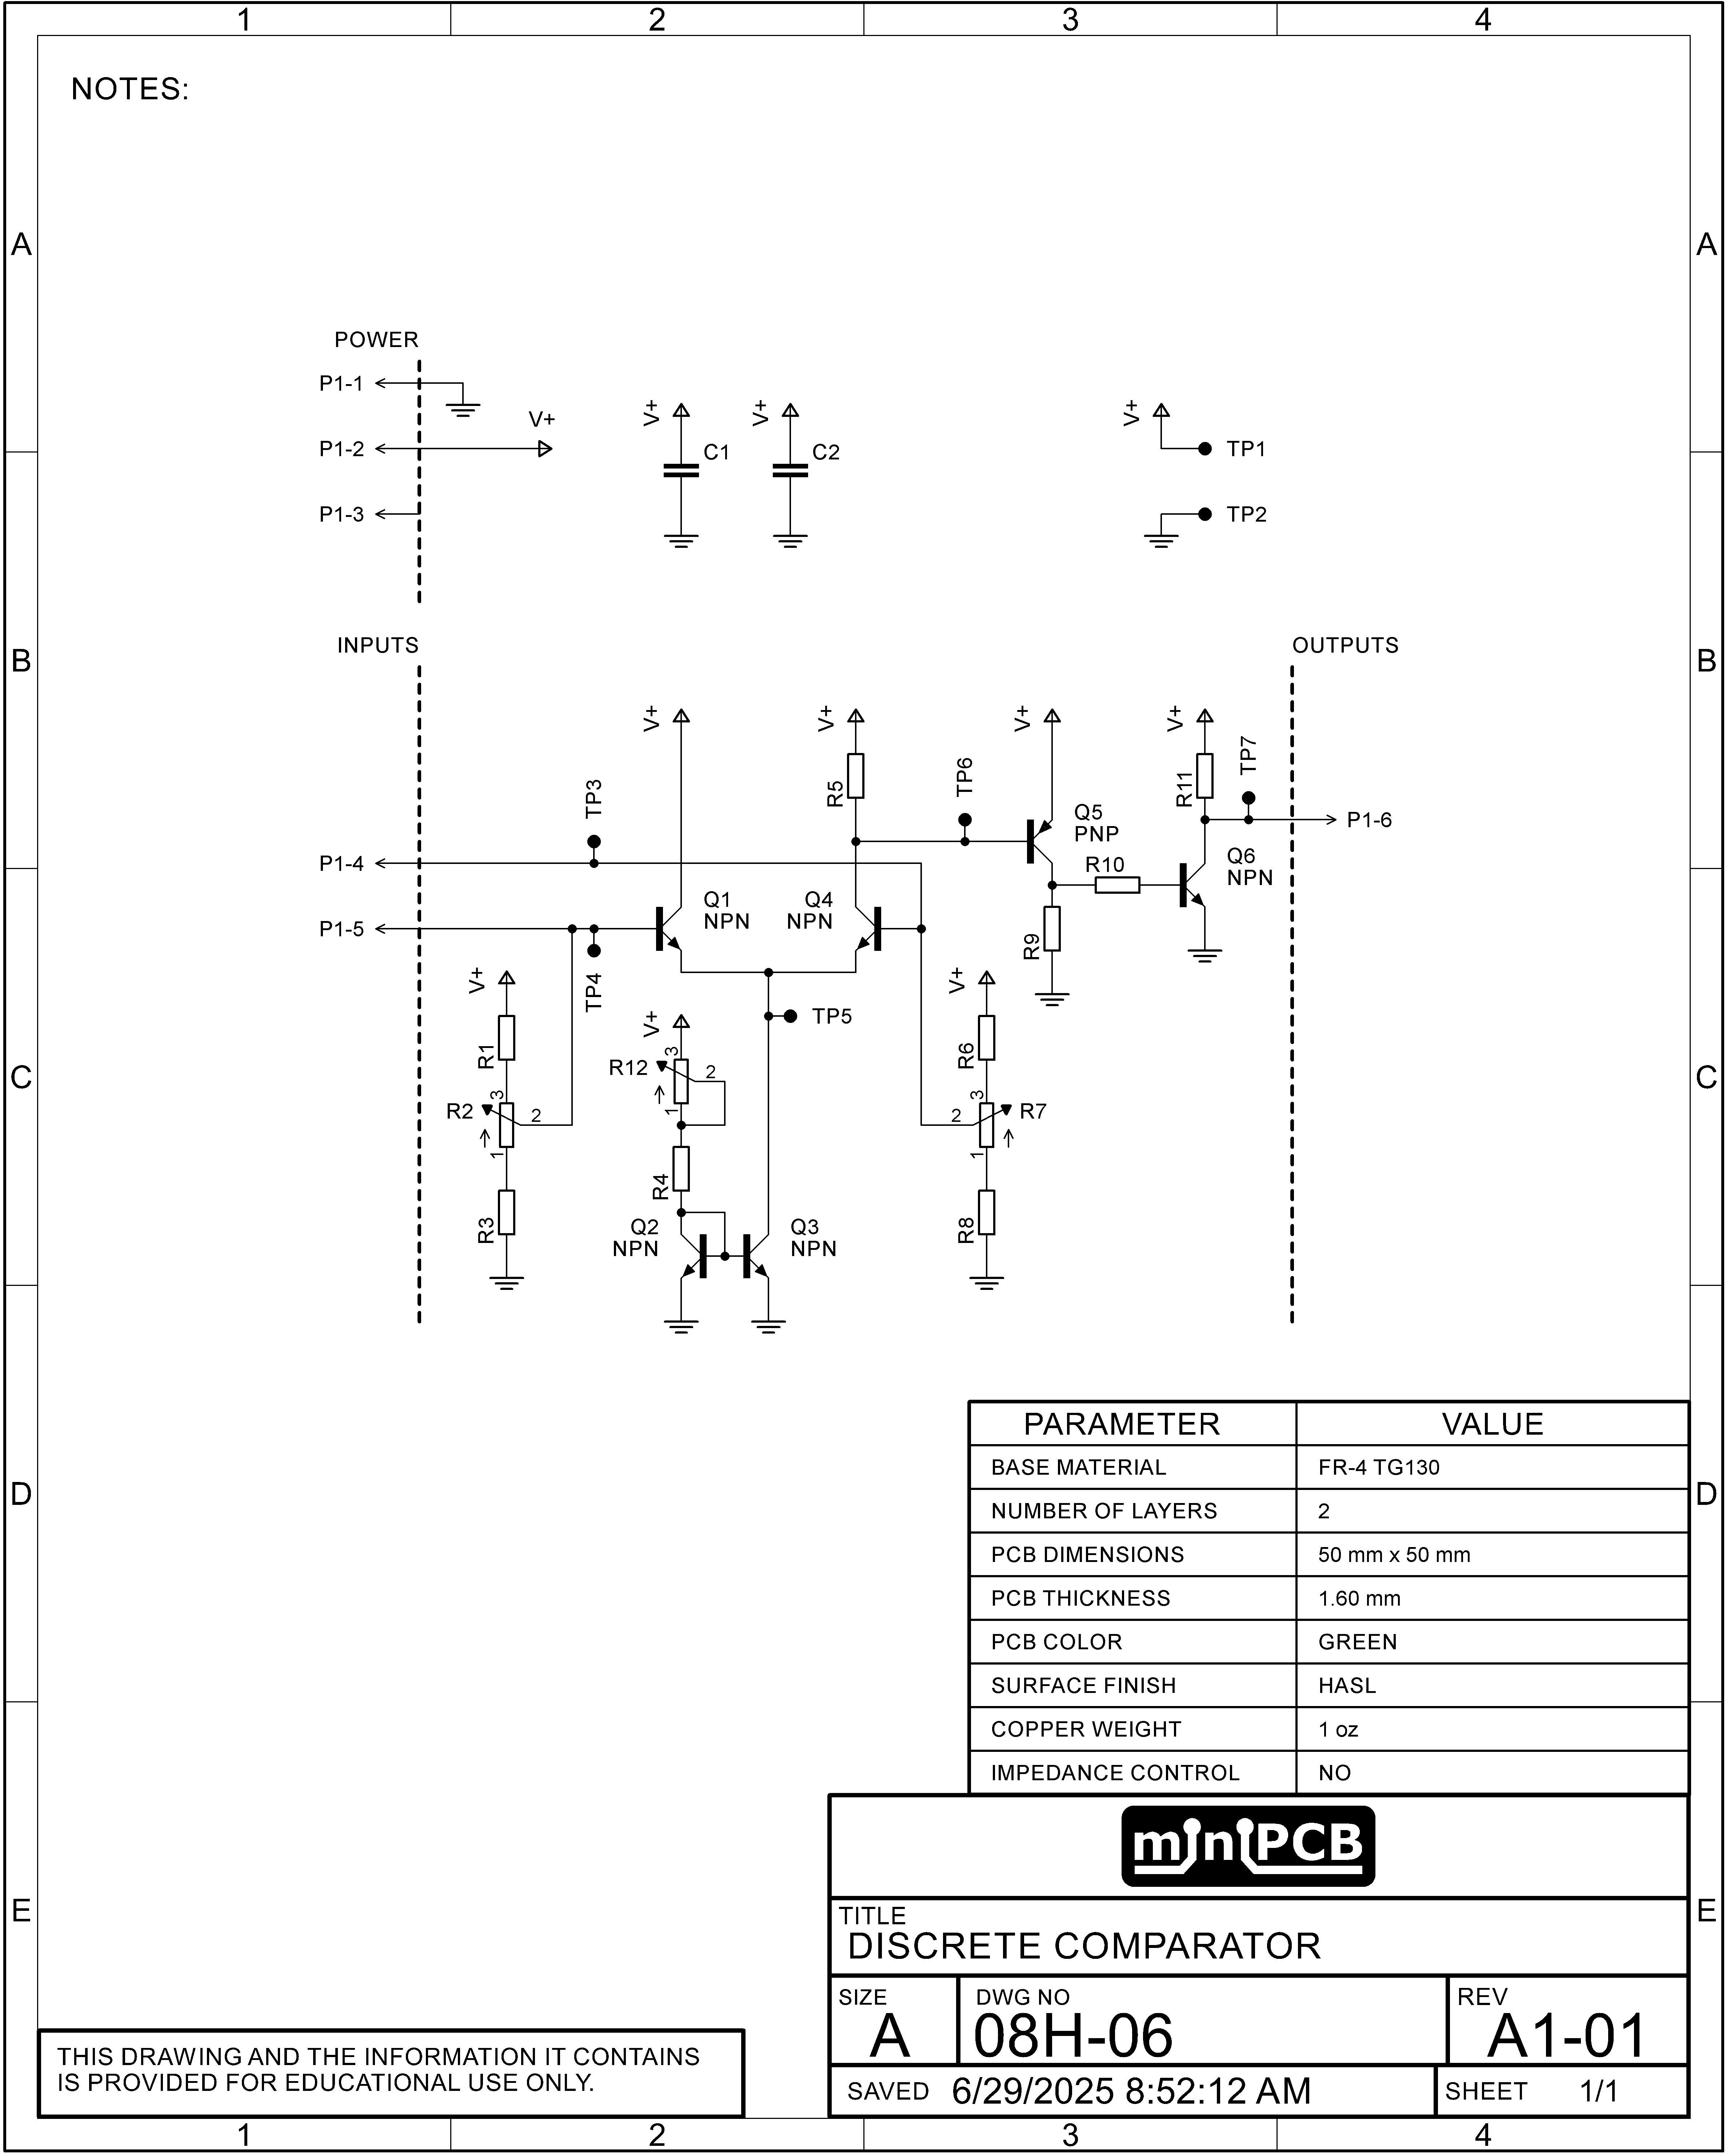 1 2 3 4
NOTES:
A A
POWER
P1-1
V+
P1-2
P1-3
V+ C1
V+ C2
V+ TP1
TP2
B B
INPUTS
OUTPUTS
V+ V+ V+ V+
TP3 R5 TP6 R11 TP7
Q5
PNP
P1-6
P1-4
R10
Q6
NPN
P1-5
Q1
NPN
Q4
NPN
R9
TP4
TP5
V+ V+ V+
R1 R12 3 2 1 R6
C C
R2 3 2 1
2 3 1 R7
R4
R3
Q2
NPN
Q3
NPN
R8
PARAMETER VALUE
BASE MATERIAL FR-4 TG130
NUMBER OF LAYERS 2
D D
PCB DIMENSIONS 50 mm x 50 mm
PCB THICKNESS 1.60 mm
PCB COLOR GREEN
SURFACE FINISH HASL
COPPER WEIGHT 1 oz
IMPEDANCE CONTROL NO
miniPCB
E E
TITLE
DISCRETE COMPARATOR
SIZE
A
DWG NO
08H-06
REV
A1-01
SAVED 6/29/2025 8:52:12 AM
SHEET 1/1
THIS DRAWING AND THE INFORMATION IT CONTAINS
IS PROVIDED FOR EDUCATIONAL USE ONLY.
1 2 3 4